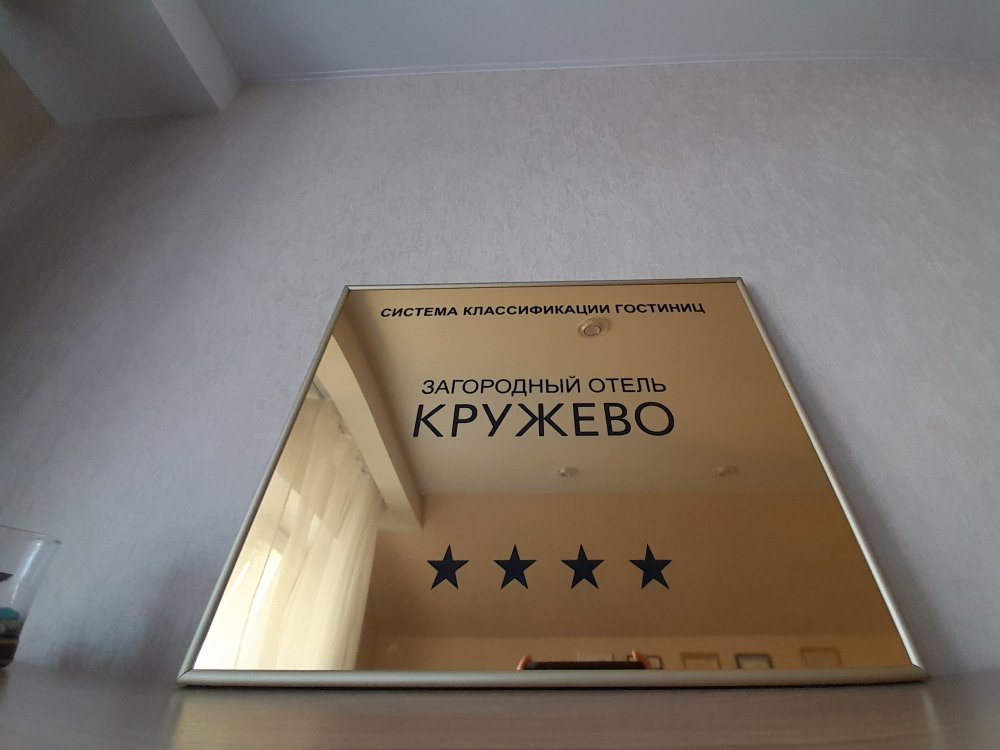 СИСТЕМА КЛАССИФИКАЦИИ ГОСТИНИЦ
ЗАГОРОДНЫЙ ОТЕЛЬ
КРУЖЕВО